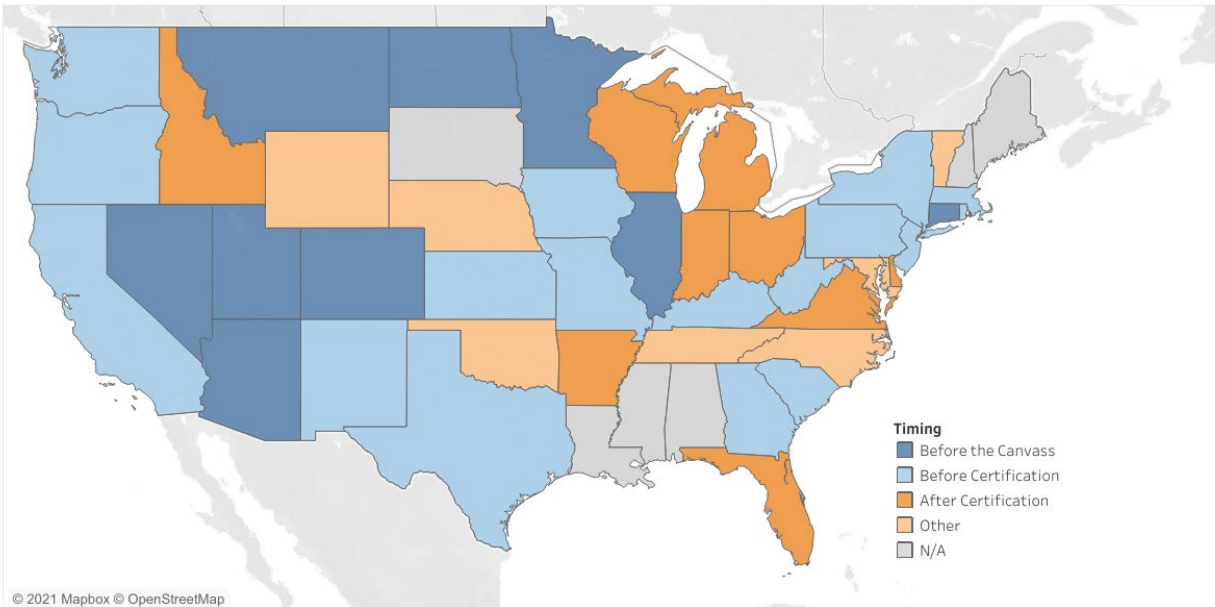 Timing
Before the Canvass
Before Certification
After Certification
Other
N/A
© 2021 Mapbox © OpenStreetMap